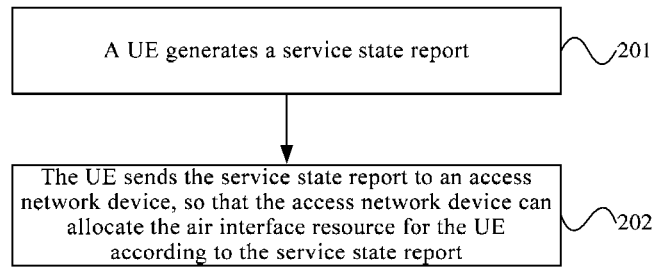 A UE generates a service state report
201
The UE sends the service state report to an access
network device, so that the access network device can
allocate the air interface resource for the UE
according to the service state report
202